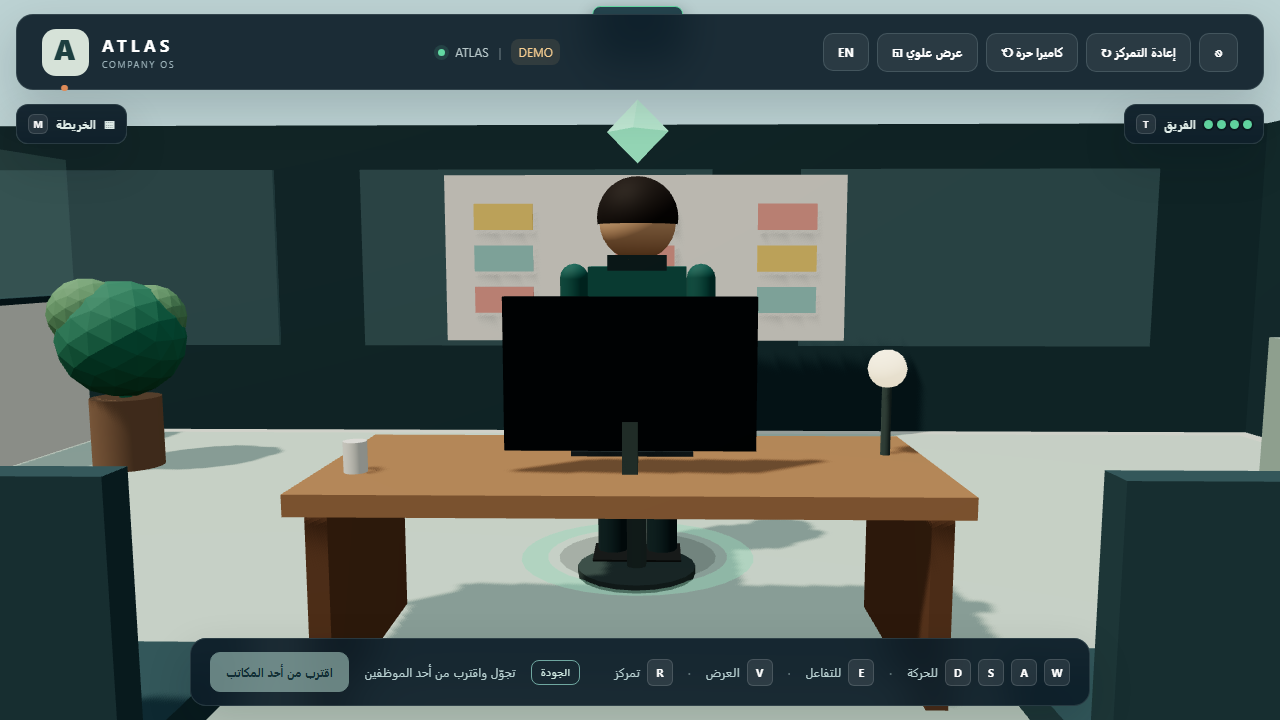 A
ATLAS
COMPANY OS
ATLAS | DEMO
EN
عرض علوي
كاميرا حرة
إعادة التمركز
M الخريطة
T الفريق
W A S D للحركة · E للتفاعل · V العرض · R تمركز
الجودة
تجوّل واقترب من أحد الموظفين
اقترب من أحد المكاتب